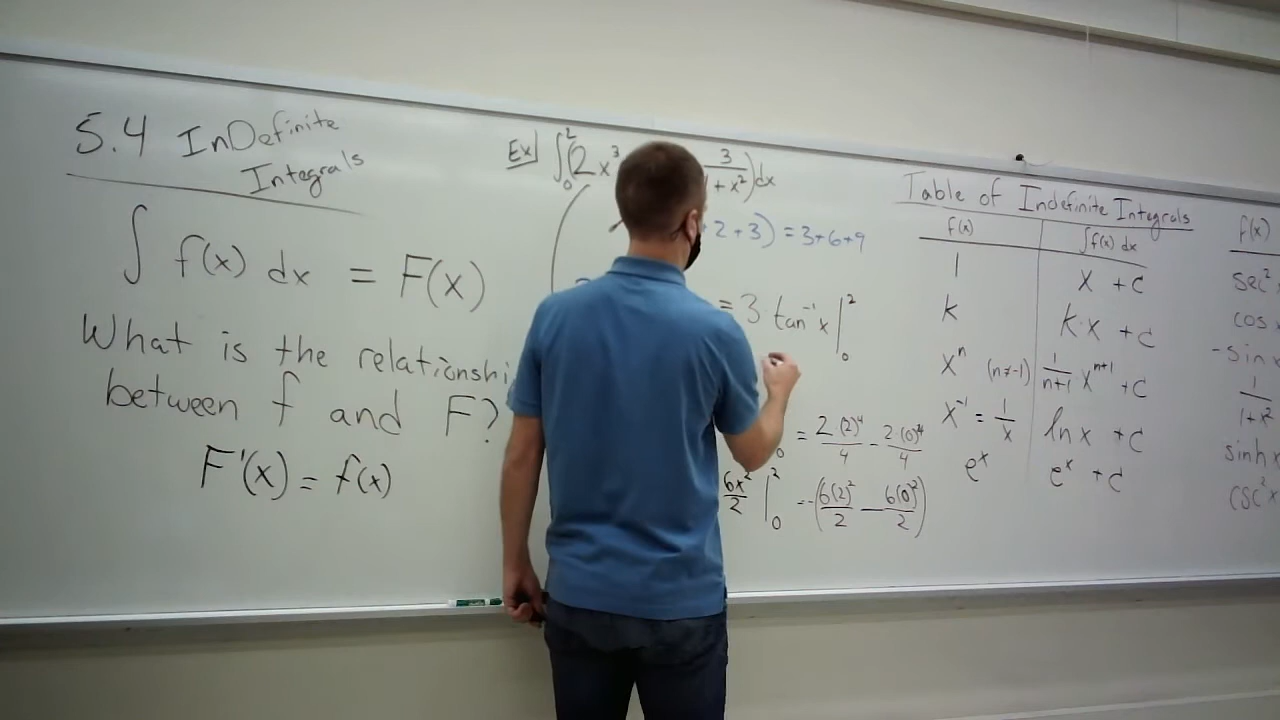 5.4 InDefinite
Integrals
∫ f(x) dx = F(x)
What is the relationshi
between f and F?
F'(x) = f(x)
Ex] ∫₀² (2x³
3
+ x²) dx
2 + 3) = 3+6+9
= 3 tan⁻¹ x |₀²
0 = 2·(2)⁴/4 - 2(0)⁴/4
6x²/2 |₀² = -(6(2)²/2 - 6(0)²/2)
Table of Indefinite Integrals
f(x) ∫f(x) dx
1 x + c
k k·x + c
xⁿ (n≠-1) 1/n+1 xⁿ⁺¹ + c
x⁻¹ = 1/x ln x + c
eˣ eˣ + c
f(x)
sec²
cos x
-sin x
1/1+x²
sinh x
csc² x